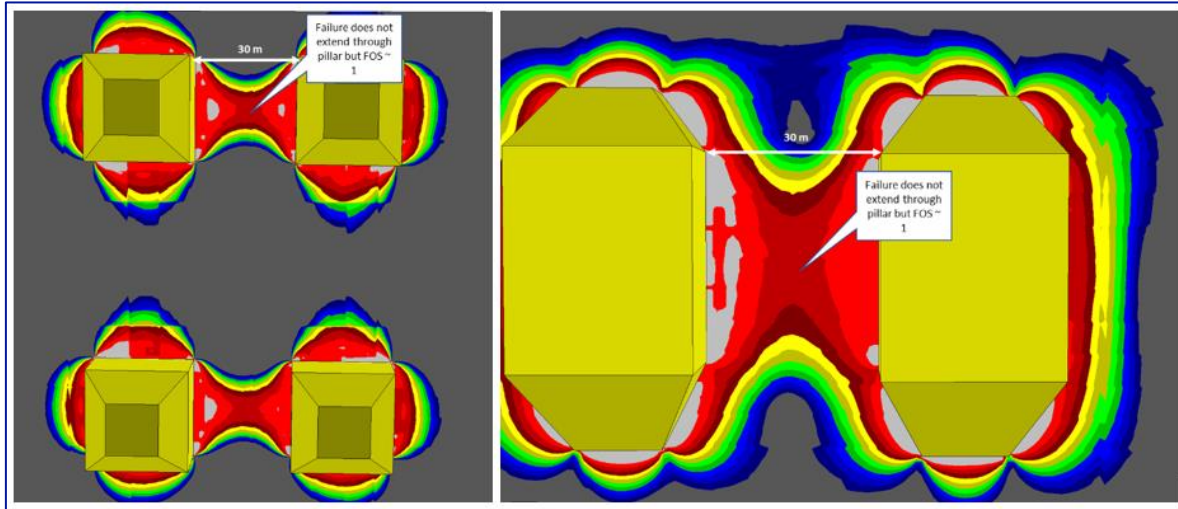 Failure does not
extend through
pillar but FOS ~
1
30 m
30 m
Failure does not
extend through
pillar but FOS ~
1